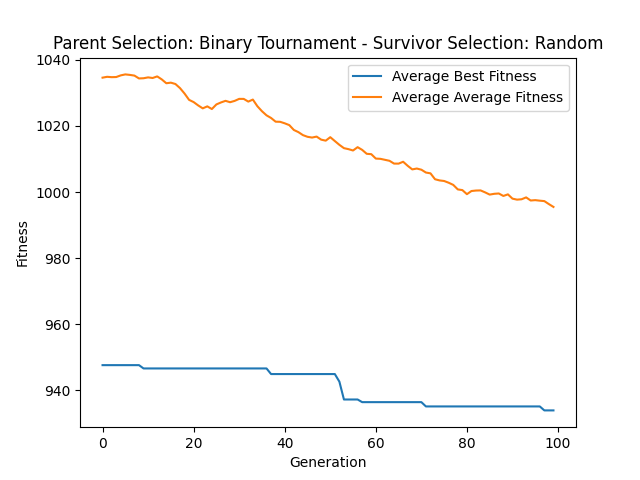 Parent Selection: Binary Tournament - Survivor Selection: Random
Average Best Fitness
Average Average Fitness
1040
1020
1000
980
960
940
Fitness
0 20 40 60 80 100
Generation